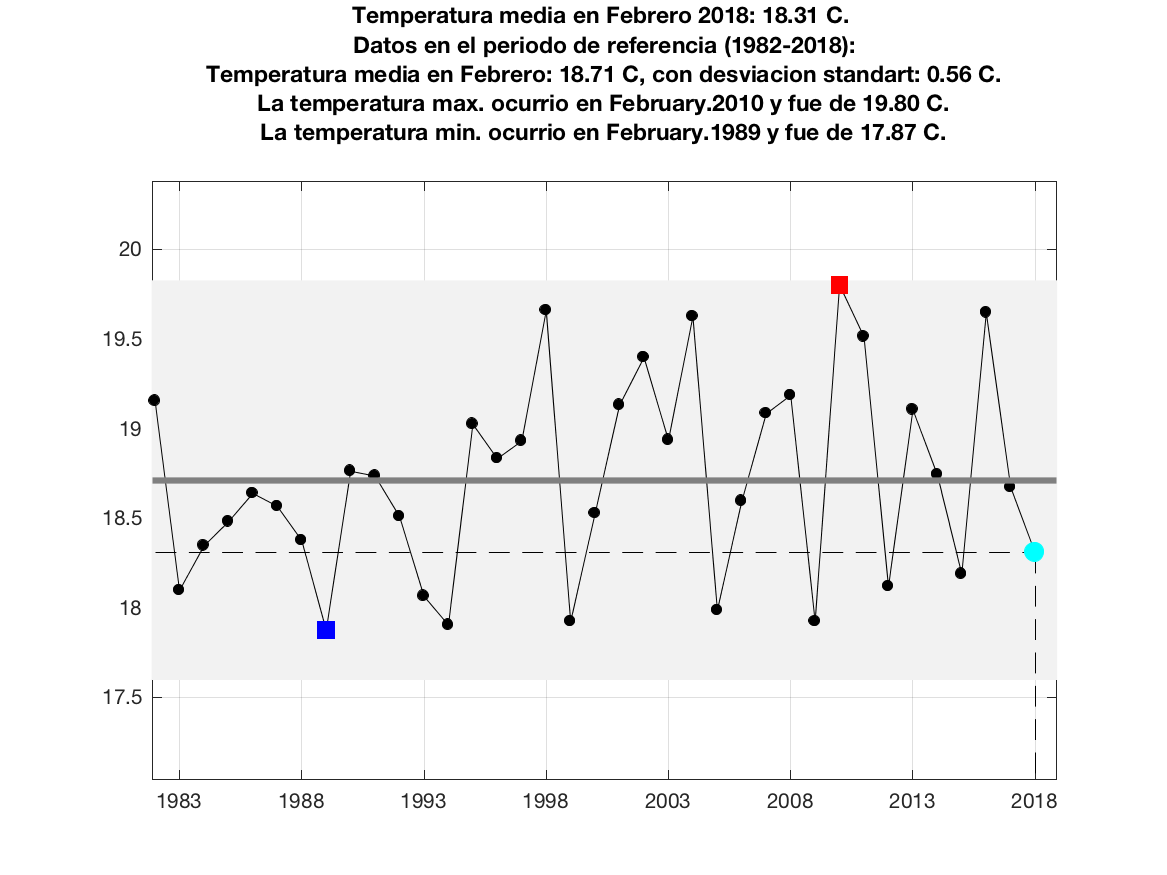 Temperatura media en Febrero 2018: 18.31 C.
Datos en el periodo de referencia (1982-2018):
Temperatura media en Febrero: 18.71 C, con desviacion standart: 0.56 C.
La temperatura max. ocurrio en February.2010 y fue de 19.80 C.
La temperatura min. ocurrio en February.1989 y fue de 17.87 C.
20
19.5
19
18.5
18
17.5
1983 1988 1993 1998 2003 2008 2013 2018